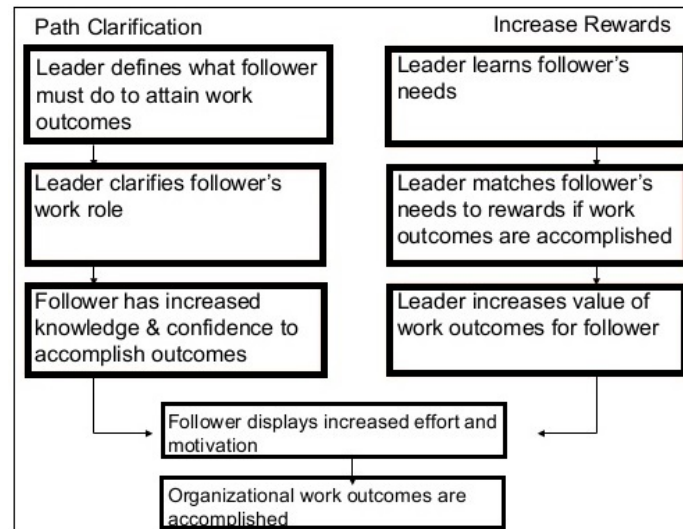 Path Clarification
Leader defines what follower
must do to attain work
outcomes
Leader clarifies follower's
work role
Follower has increased
knowledge & confidence to
accomplish outcomes
Increase Rewards
Leader learns follower's
needs
Leader matches follower's
needs to rewards if work
outcomes are accomplished
Leader increases value of
work outcomes for follower
Follower displays increased effort and
motivation
Organizational work outcomes are
accomplished